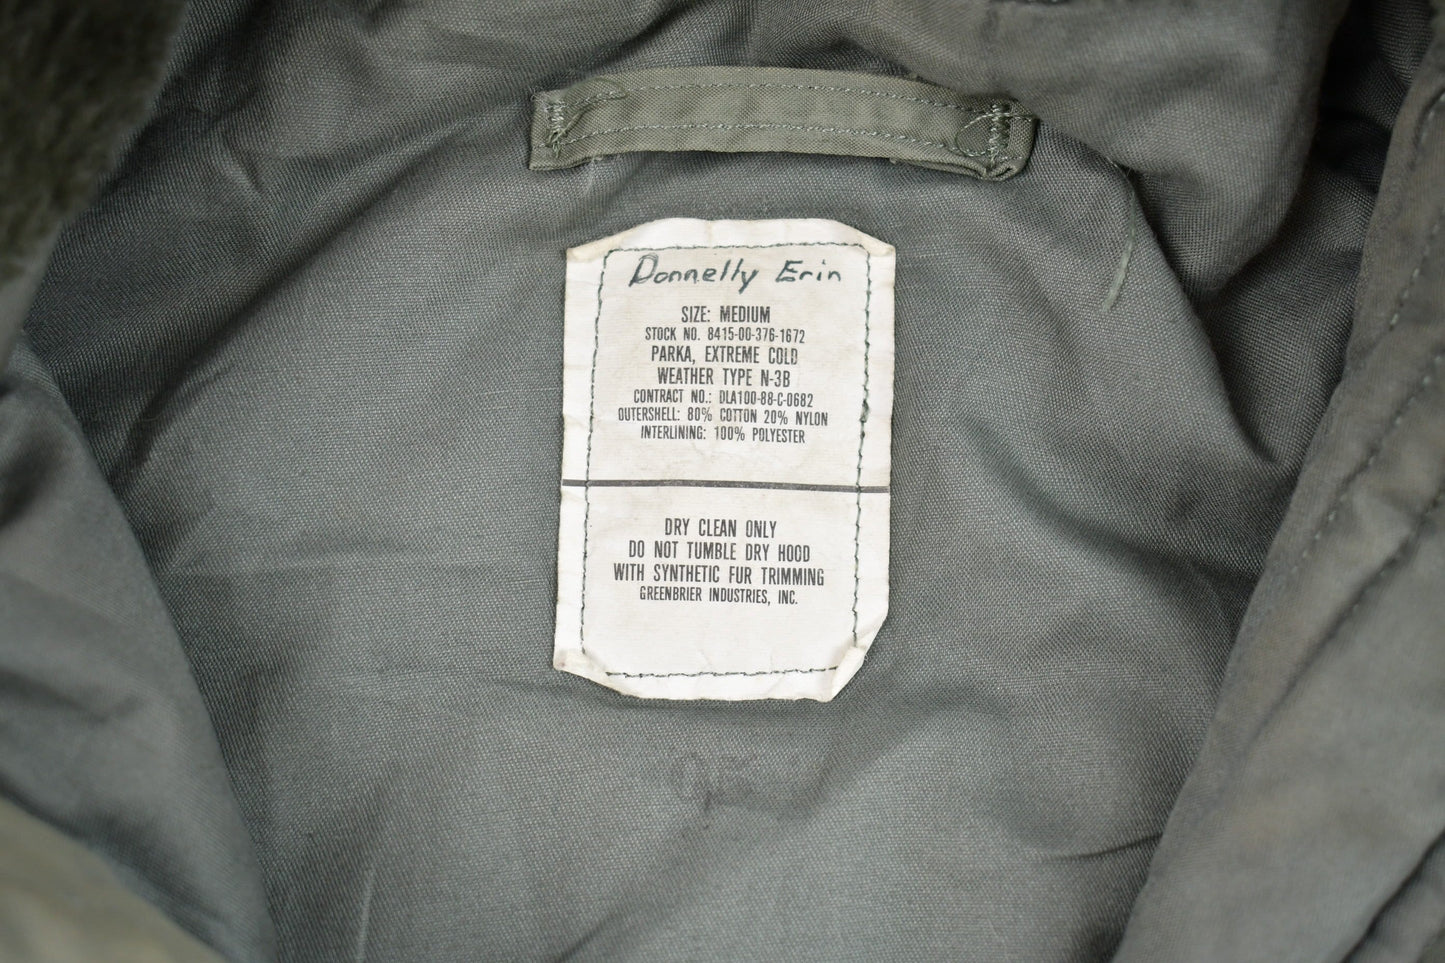 Donnelly Erin
SIZE: MEDIUM
STOCK NO. 8415-00-376-1672
PARKA, EXTREME COLD
WEATHER TYPE N-3B
CONTRACT NO.: DLA100-88-C-0682
OUTERSHELL: 80% COTTON 20% NYLON
INTERLINING: 100% POLYESTER
DRY CLEAN ONLY
DO NOT TUMBLE DRY HOOD
WITH SYNTHETIC FUR TRIMMING
GREENBRIER INDUSTRIES, INC.